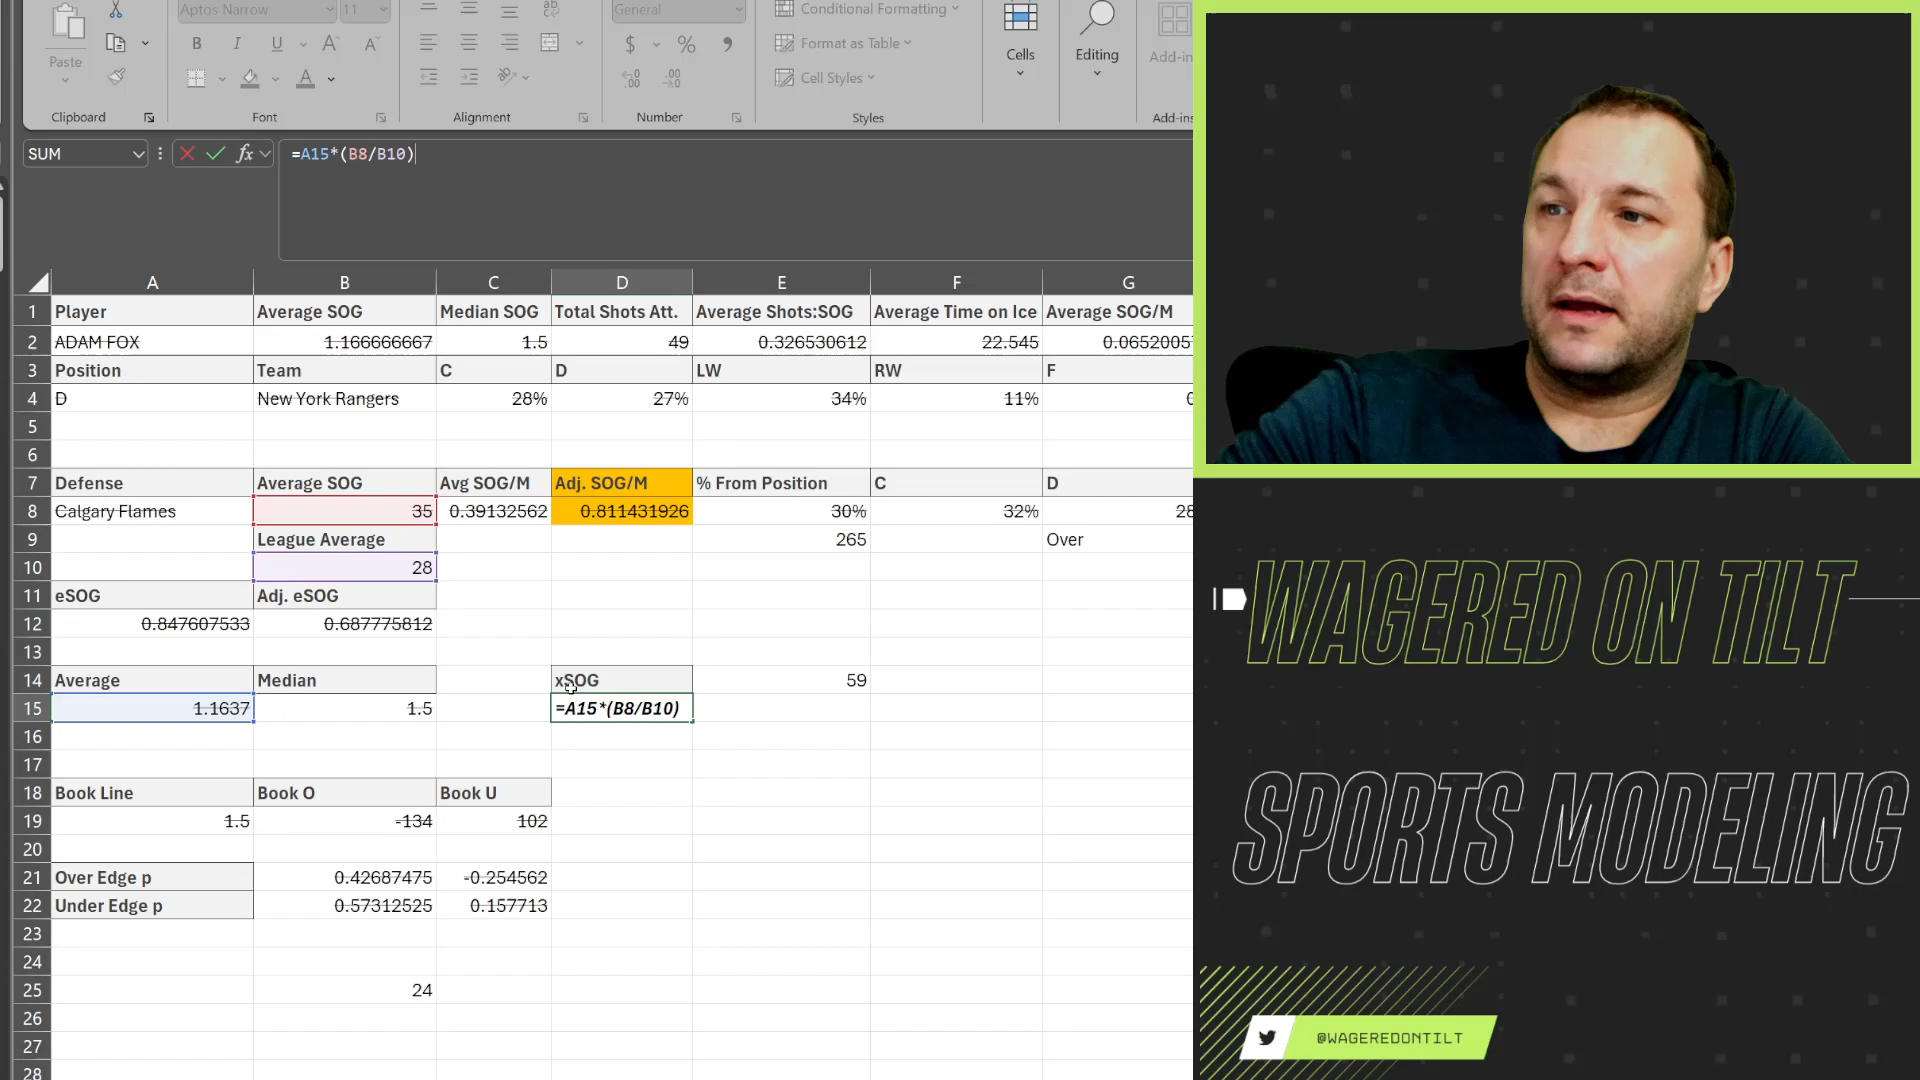 Aptos Narrow 11 General Conditional Formatting
Paste B I U A A $ % Format as Table Cells Editing Add-in
A Cell Styles
Clipboard Font Alignment Number Styles Add-ins
SUM fx =A15*(B8/B10)
A B C D E F G
1 Player Average SOG Median SOG Total Shots Att. Average Shots:SOG Average Time on Ice Average SOG/M
2 ADAM FOX 1.166666667 1.5 49 0.326530612 22.545 0.06520057
3 Position Team C D LW RW F
4 D New York Rangers 28% 27% 34% 11% 0
5
6
7 Defense Average SOG Avg SOG/M Adj. SOG/M % From Position C D
8 Calgary Flames 35 0.39132562 0.811431926 30% 32% 28
9 League Average 265 Over
10 28
11 eSOG Adj. eSOG
12 0.847607533 0.687775812
13
14 Average Median xSOG 59
15 1.1637 1.5 =A15*(B8/B10)
16
17
18 Book Line Book O Book U
19 1.5 -134 102
20
21 Over Edge p 0.42687475 -0.254562
22 Under Edge p 0.57312525 0.157713
23
24
25 24
26
27
28
WAGERED ON TILT
SPORTS MODELING
@WAGEREDONTILT